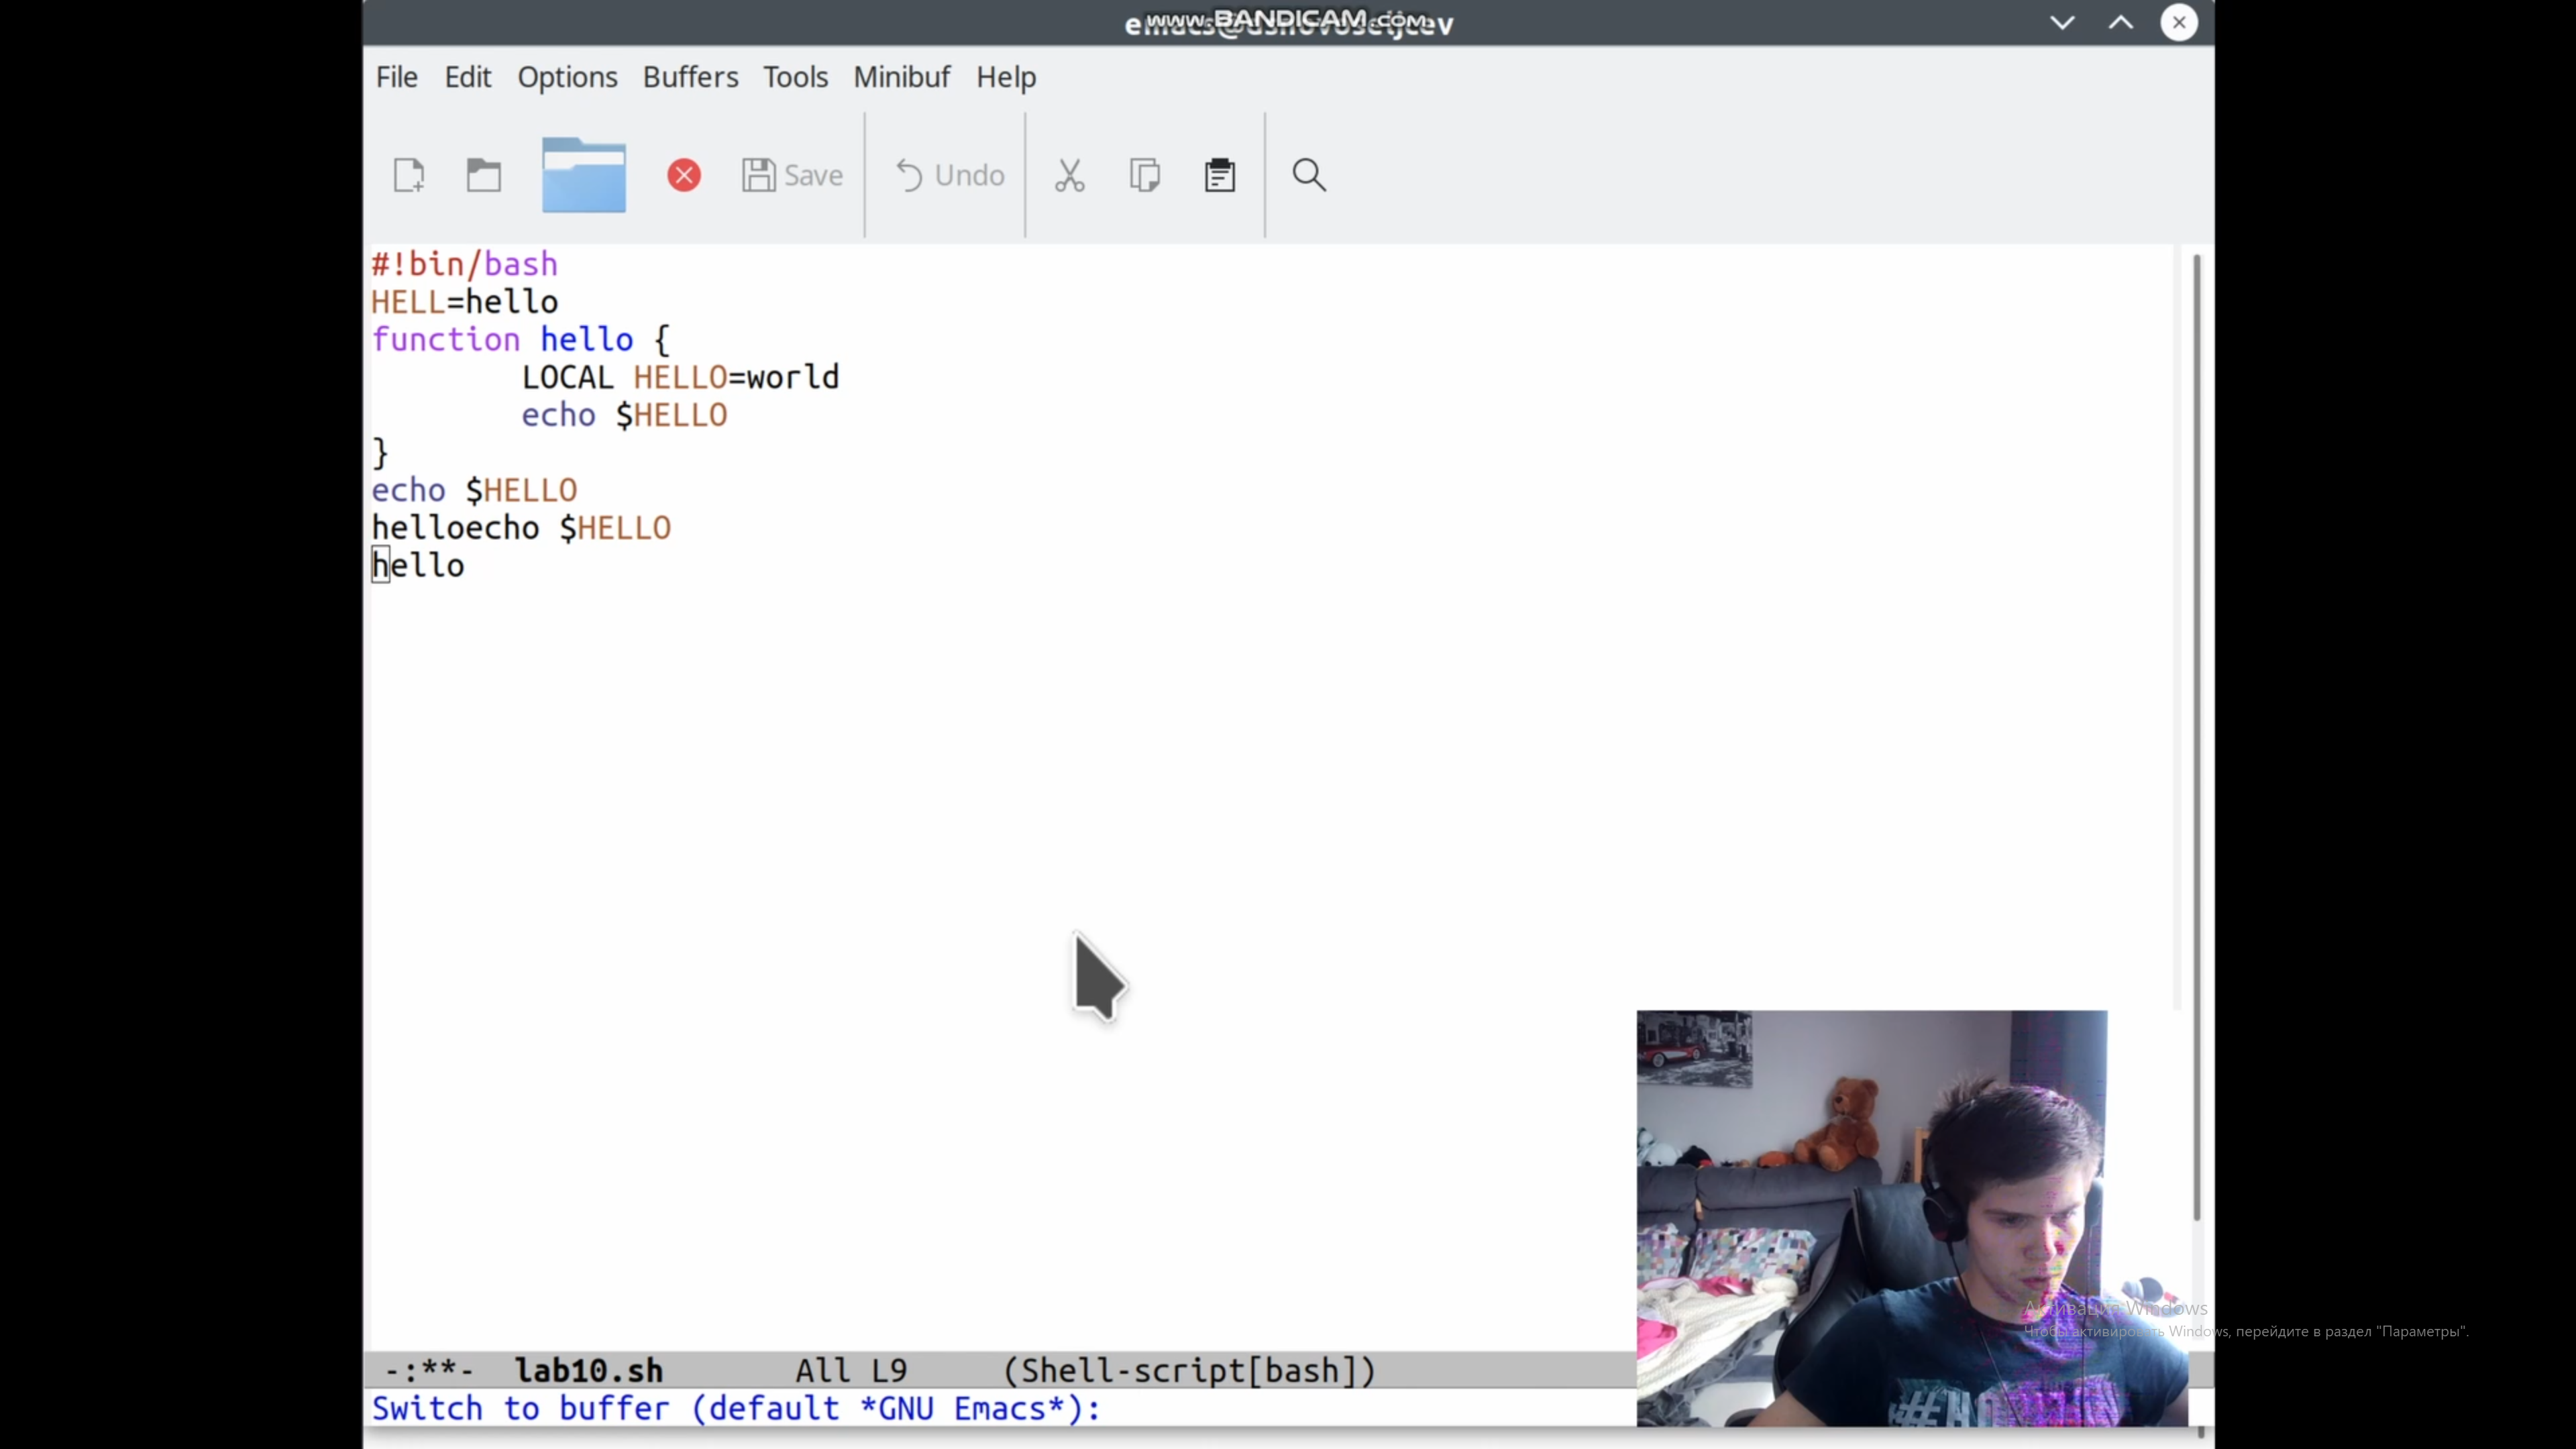 www.BANDICAM.com
File Edit Options Buffers Tools Minibuf Help
Save Undo
#!bin/bash
HELL=hello
function hello {
LOCAL HELLO=world
echo $HELLO
}
echo $HELLO
helloecho $HELLO
hello
-:**- lab10.sh All L9 (Shell-script[bash])
Switch to buffer (default *GNU Emacs*):
Активация Windows
Чтобы активировать Windows, перейдите в раздел "Параметры".